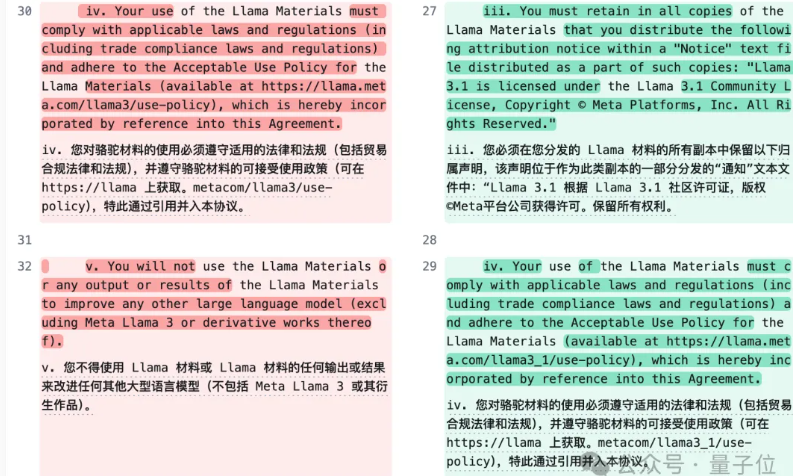 30 iv. Your use of the Llama Materials must
comply with applicable laws and regulations (in
cluding trade compliance laws and regulations)
and adhere to the Acceptable Use Policy for the
Llama Materials (available at https://llama.met
a.com/llama3/use-policy), which is hereby incor
porated by reference into this Agreement.
iv. 您对骆驼材料的使用必须遵守适用的法律和法规（包括贸易
合规法律和法规），并遵守骆驼材料的可接受使用政策（可在
https://llama 上获取。metacom/llama3/use-
policy），特此通过引用并入本协议。
31
32 v. You will not use the Llama Materials o
r any output or results of the Llama Materials
to improve any other large language model (excl
uding Meta Llama 3 or derivative works thereo
f).
v. 您不得使用 Llama 材料或 Llama 材料的任何输出或结果
来改进任何其他大型语言模型（不包括 Meta Llama 3 或其衍
生作品）。
27 iii. You must retain in all copies of the
Llama Materials that you distribute the followi
ng attribution notice within a "Notice" text fi
le distributed as a part of such copies: "Llama
3.1 is licensed under the Llama 3.1 Community L
icense, Copyright © Meta Platforms, Inc. All Ri
ghts Reserved."
iii. 您必须在您分发的 Llama 材料的所有副本中保留以下归
属声明，该声明位于作为此类副本的一部分分发的“通知”文本文
件中：“Llama 3.1 根据 Llama 3.1 社区许可证，版权
©Meta平台公司获得许可。保留所有权利。
28
29 iv. Your use of the Llama Materials must c
omply with applicable laws and regulations (inc
luding trade compliance laws and regulations) a
nd adhere to the Acceptable Use Policy for the
Llama Materials (available at https://llama.met
a.com/llama3_1/use-policy), which is hereby inc
orporated by reference into this Agreement.
iv. 您对骆驼材料的使用必须遵守适用的法律和法规（包括贸易
合规法律和法规），并遵守骆驼材料的可接受使用政策（可在
https://llama 上获取。metacom/llama3_1/use-
policy），特此通过引用并入本协议。
公众号 · 量子位